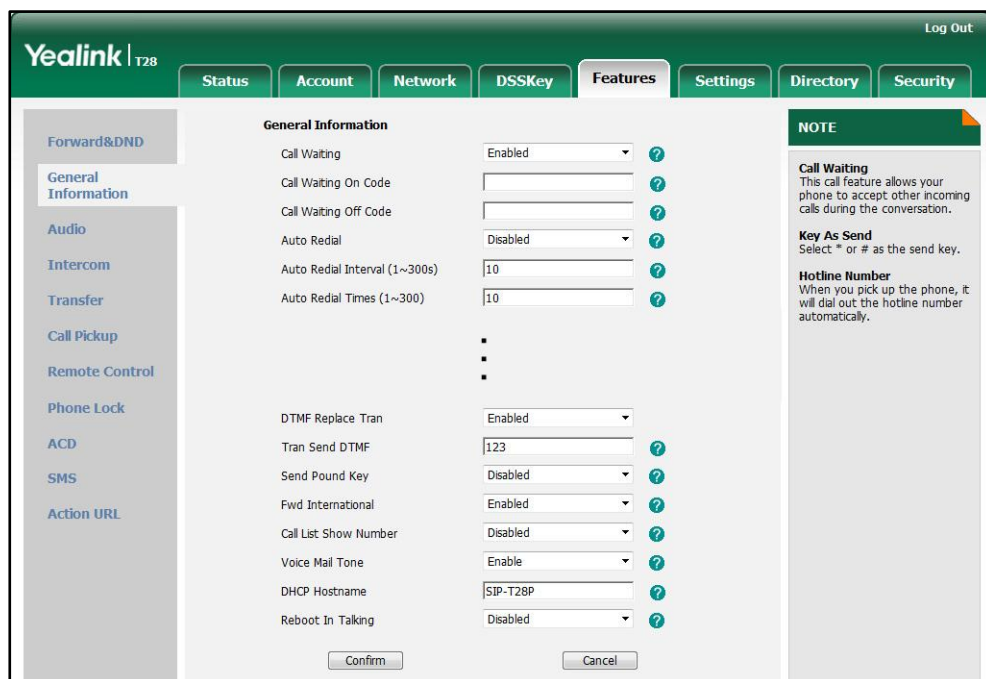 Log Out
Yealink | T28
Status Account Network DSSKey Features Settings Directory Security
Forward&DND
General
Information
Audio
Intercom
Transfer
Call Pickup
Remote Control
Phone Lock
ACD
SMS
Action URL
General Information
Call Waiting Enabled ?
Call Waiting On Code ?
Call Waiting Off Code ?
Auto Redial Disabled ?
Auto Redial Interval (1~300s) 10 ?
Auto Redial Times (1~300) 10 ?
DTMF Replace Tran Enabled
Tran Send DTMF 123 ?
Send Pound Key Disabled ?
Fwd International Enabled ?
Call List Show Number Disabled ?
Voice Mail Tone Enable ?
DHCP Hostname SIP-T28P ?
Reboot In Talking Disabled ?
Confirm Cancel
NOTE
Call Waiting
This call feature allows your
phone to accept other incoming
calls during the conversation.
Key As Send
Select * or # as the send key.
Hotline Number
When you pick up the phone, it
will dial out the hotline number
automatically.